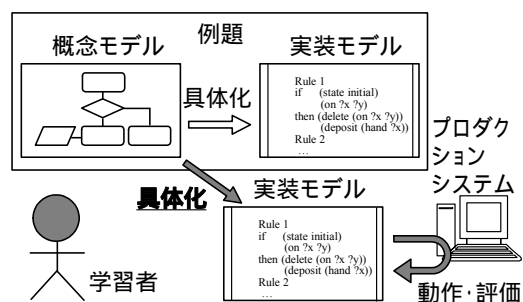 例題
概念モデル
実装モデル
具体化
Rule 1
if (state initial)
(on ?x ?y)
then (delete (on ?x ?y))
(deposit (hand ?x))
Rule 2
…
プロダク
ション
システム
具体化
実装モデル
Rule 1
if (state initial)
(on ?x ?y)
then (delete (on ?x ?y))
(deposit (hand ?x))
Rule 2
…
学習者
動作・評価